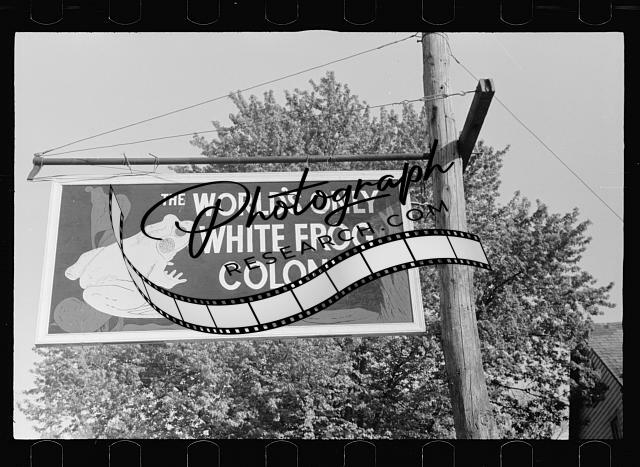 THE WORLD'S ONLY
WHITE FROG
COLONY
Photograph
RESEARCH.COM